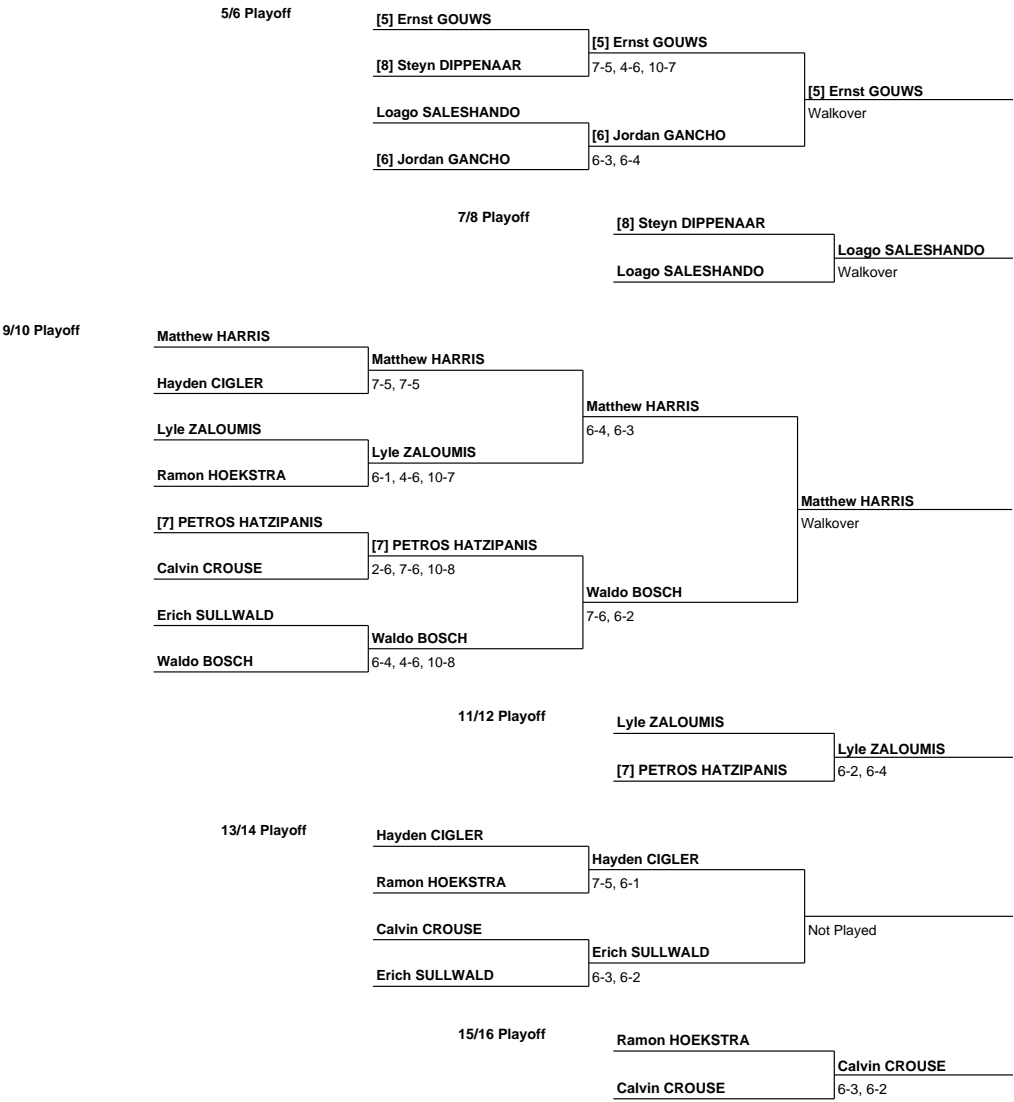 5/6 Playoff
[5] Ernst GOUWS
[5] Ernst GOUWS
[8] Steyn DIPPENAAR
7-5, 4-6, 10-7
[5] Ernst GOUWS
Loago SALESHANDO
Walkover
[6] Jordan GANCHO
[6] Jordan GANCHO
6-3, 6-4
7/8 Playoff
[8] Steyn DIPPENAAR
Loago SALESHANDO
Loago SALESHANDO
Walkover
9/10 Playoff
Matthew HARRIS
Matthew HARRIS
Hayden CIGLER
7-5, 7-5
Matthew HARRIS
Lyle ZALOUMIS
6-4, 6-3
Lyle ZALOUMIS
Ramon HOEKSTRA
6-1, 4-6, 10-7
Matthew HARRIS
[7] PETROS HATZIPANIS
Walkover
[7] PETROS HATZIPANIS
Calvin CROUSE
2-6, 7-6, 10-8
Waldo BOSCH
Erich SULLWALD
7-6, 6-2
Waldo BOSCH
Waldo BOSCH
6-4, 4-6, 10-8
11/12 Playoff
Lyle ZALOUMIS
Lyle ZALOUMIS
[7] PETROS HATZIPANIS
6-2, 6-4
13/14 Playoff
Hayden CIGLER
Hayden CIGLER
Ramon HOEKSTRA
7-5, 6-1
Calvin CROUSE
Not Played
Erich SULLWALD
Erich SULLWALD
6-3, 6-2
15/16 Playoff
Ramon HOEKSTRA
Calvin CROUSE
Calvin CROUSE
6-3, 6-2